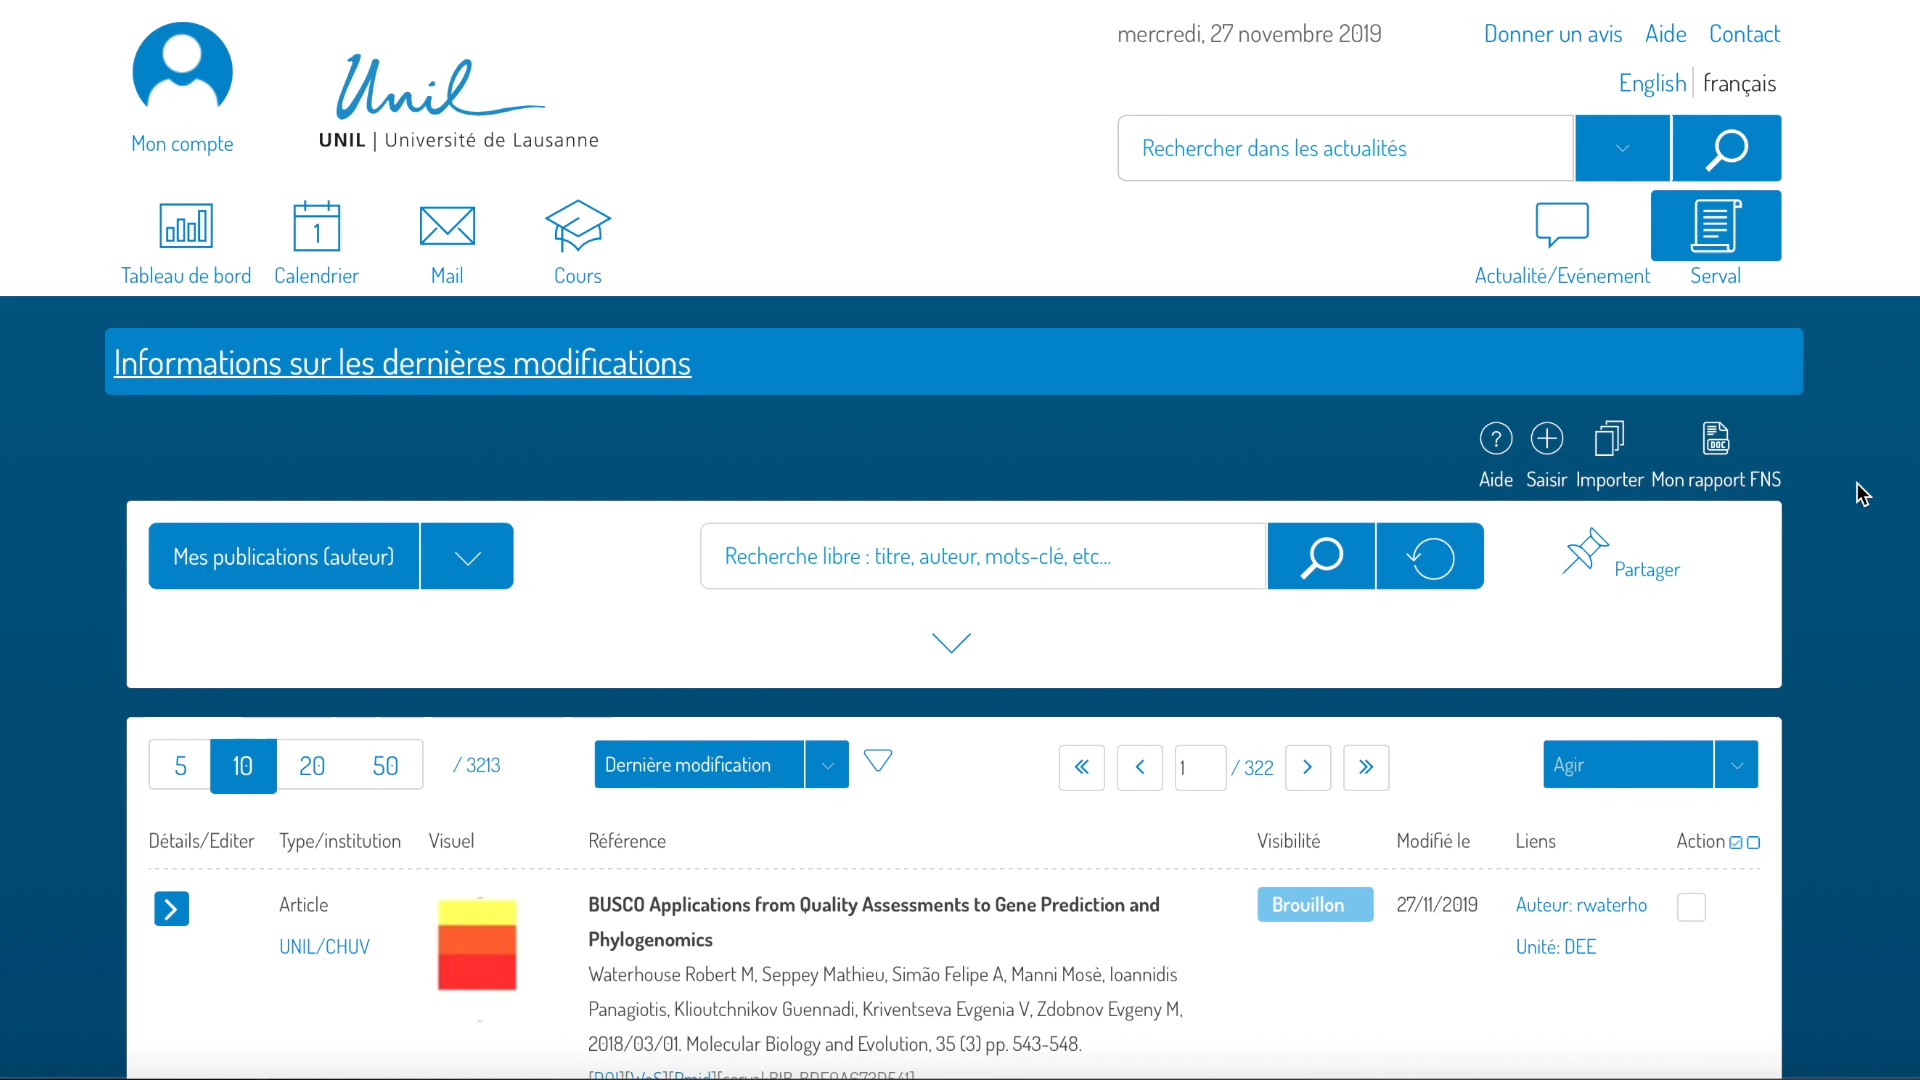 mercredi, 27 novembre 2019
Donner un avis Aide Contact
English français
Mon compte
Unil
UNIL | Université de Lausanne
Rechercher dans les actualités
1
Tableau de bord Calendrier Mail Cours
Actualité/Evénement Serval
Informations sur les dernières modifications
?
DOC
Aide Saisir Importer Mon rapport FNS
Mes publications (auteur)
Recherche libre : titre, auteur, mots-clé, etc...
Partager
5 10 20 50 / 3213
Dernière modification
« ‹ 1 / 322 › »
Agir
Détails/Editer Type/institution Visuel Référence Visibilité Modifié le Liens Action
Article
UNIL/CHUV
BUSCO Applications from Quality Assessments to Gene Prediction and
Phylogenomics
Waterhouse Robert M, Seppey Mathieu, Simão Felipe A, Manni Mosè, Ioannidis
Panagiotis, Klioutchnikov Guennadi, Kriventseva Evgenia V, Zdobnov Evgeny M,
2018/03/01. Molecular Biology and Evolution, 35 (3) pp. 543-548.
Brouillon
27/11/2019
Auteur: rwaterho
Unité: DEE